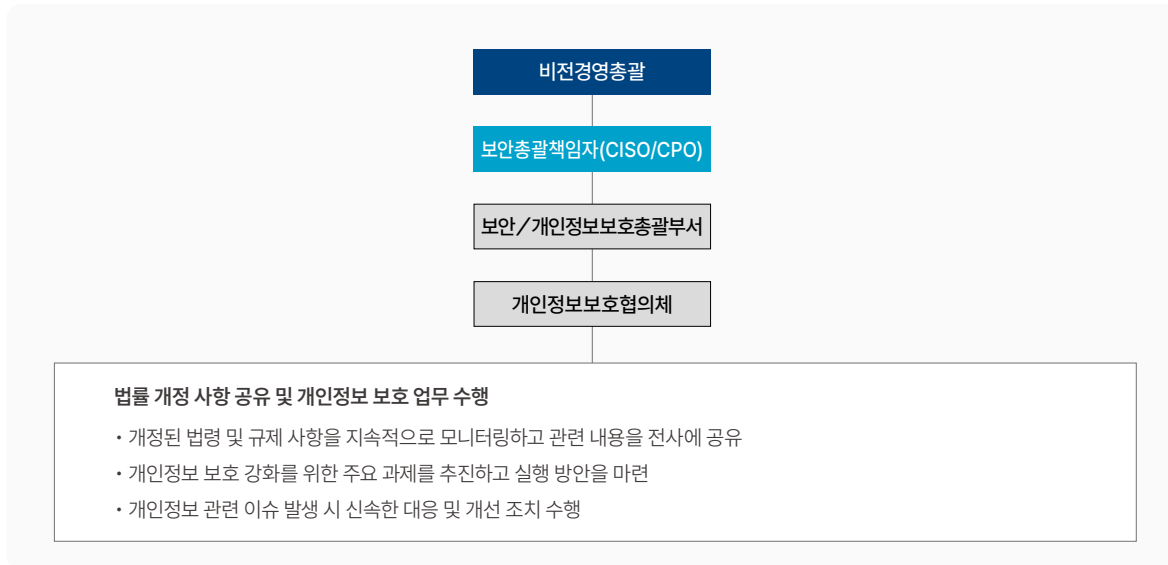 비전경영총괄
보안총괄책임자(CISO/CPO)
보안/개인정보보호총괄부서
개인정보보호협의체
법률 개정 사항 공유 및 개인정보 보호 업무 수행
• 개정된 법령 및 규제 사항을 지속적으로 모니터링하고 관련 내용을 전사에 공유
• 개인정보 보호 강화를 위한 주요 과제를 추진하고 실행 방안을 마련
• 개인정보 관련 이슈 발생 시 신속한 대응 및 개선 조치 수행